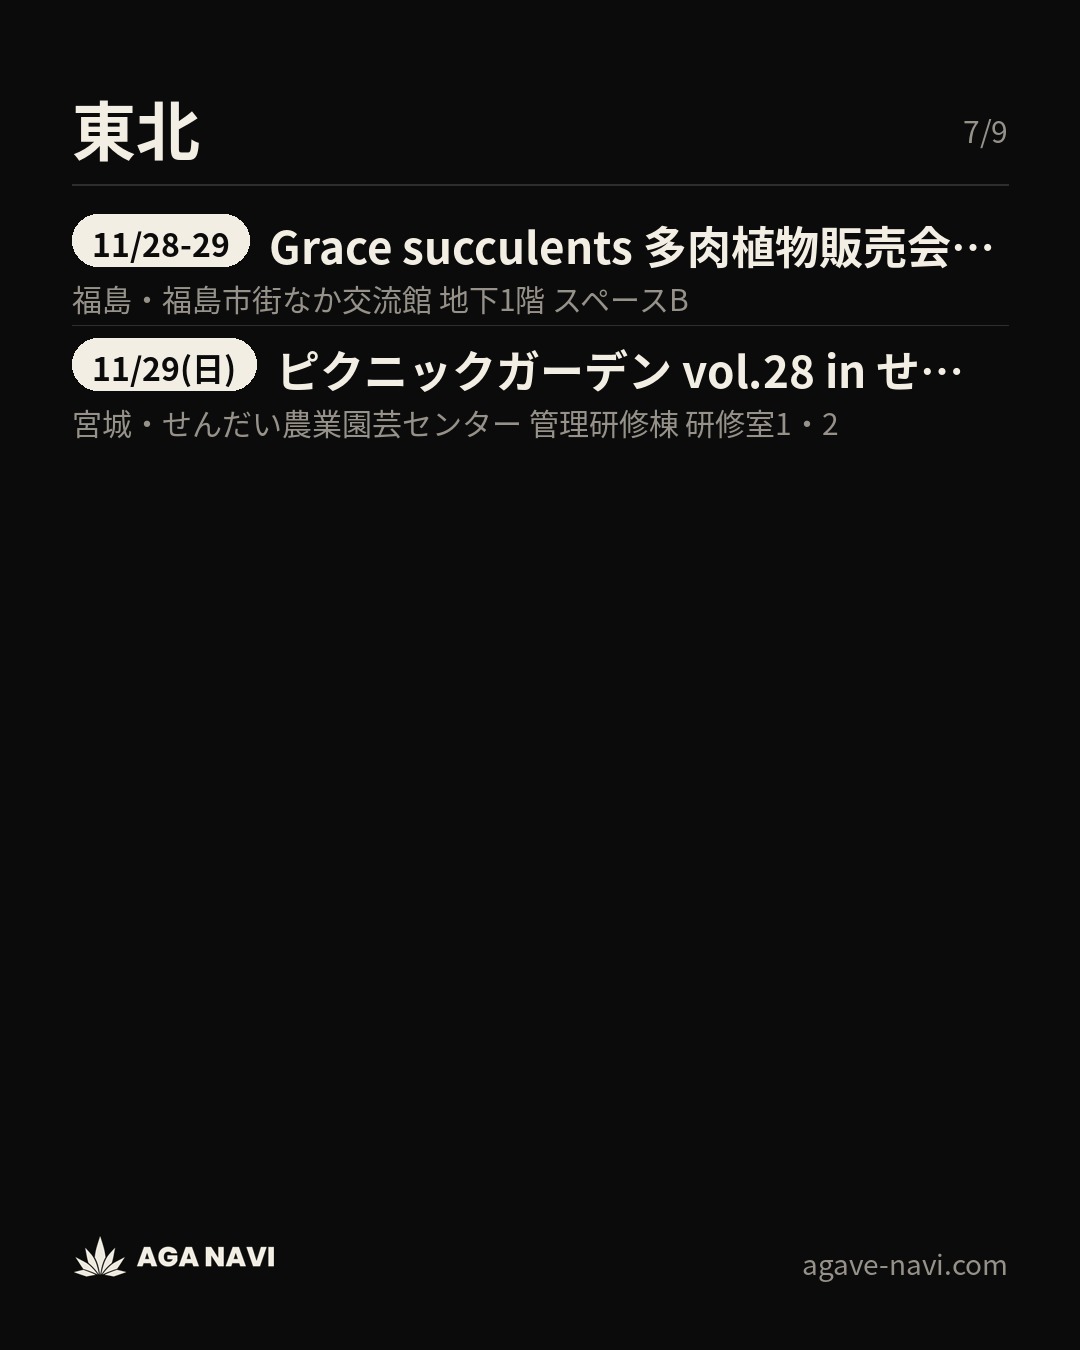 東北
7/9
11/28-29 Grace succulents 多肉植物販売会…
福島・福島市街なか交流館 地下1階 スペースB
11/29(日) ピクニックガーデン vol.28 in せ…
宮城・せんだい農業園芸センター 管理研修棟 研修室1・2
AGA NAVI
agave-navi.com